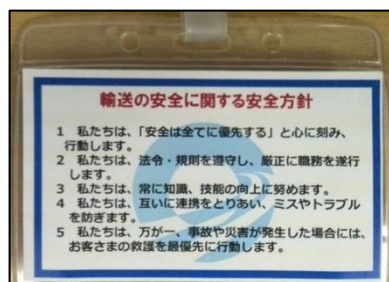 輸送の安全に関する安全方針
1 私たちは、「安全は全てに優先する」と心に刻み、
行動します。
2 私たちは、法令・規則を遵守し、厳正に職務を遂行
します。
3 私たちは、常に知識、技能の向上に努めます。
4 私たちは、互いに連携をとりあい、ミスやトラブル
を防ぎます。
5 私たちは、万が一、事故や災害が発生した場合には、
お客さまの救護を最優先に行動します。